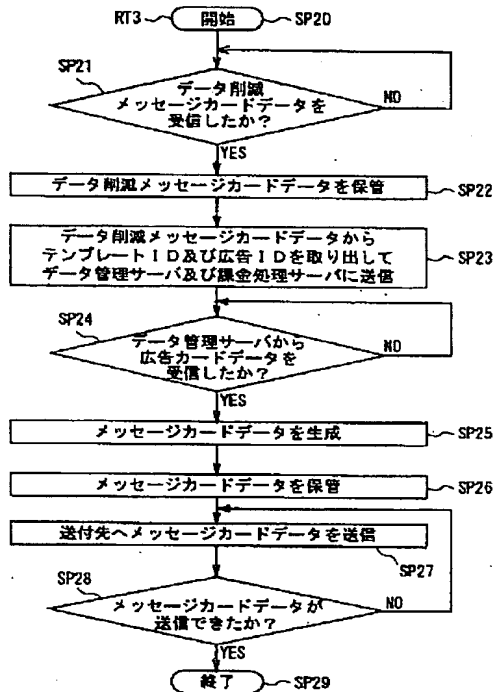 RT3
開始
SP20
SP21
データ削減
メッセージカードデータを
受信したか？
NO
YES
データ削減メッセージカードデータを保管
SP22
データ削減メッセージカードデータから
テンプレートＩＤ及び広告ＩＤを取り出して
データ管理サーバ及び課金処理サーバに送信
SP23
SP24
データ管理サーバから
広告カードデータを
受信したか？
NO
YES
メッセージカードデータを生成
SP25
メッセージカードデータを保管
SP26
送付先へメッセージカードデータを送信
SP27
SP28
メッセージカードデータが
送信できたか？
NO
YES
終了
SP29